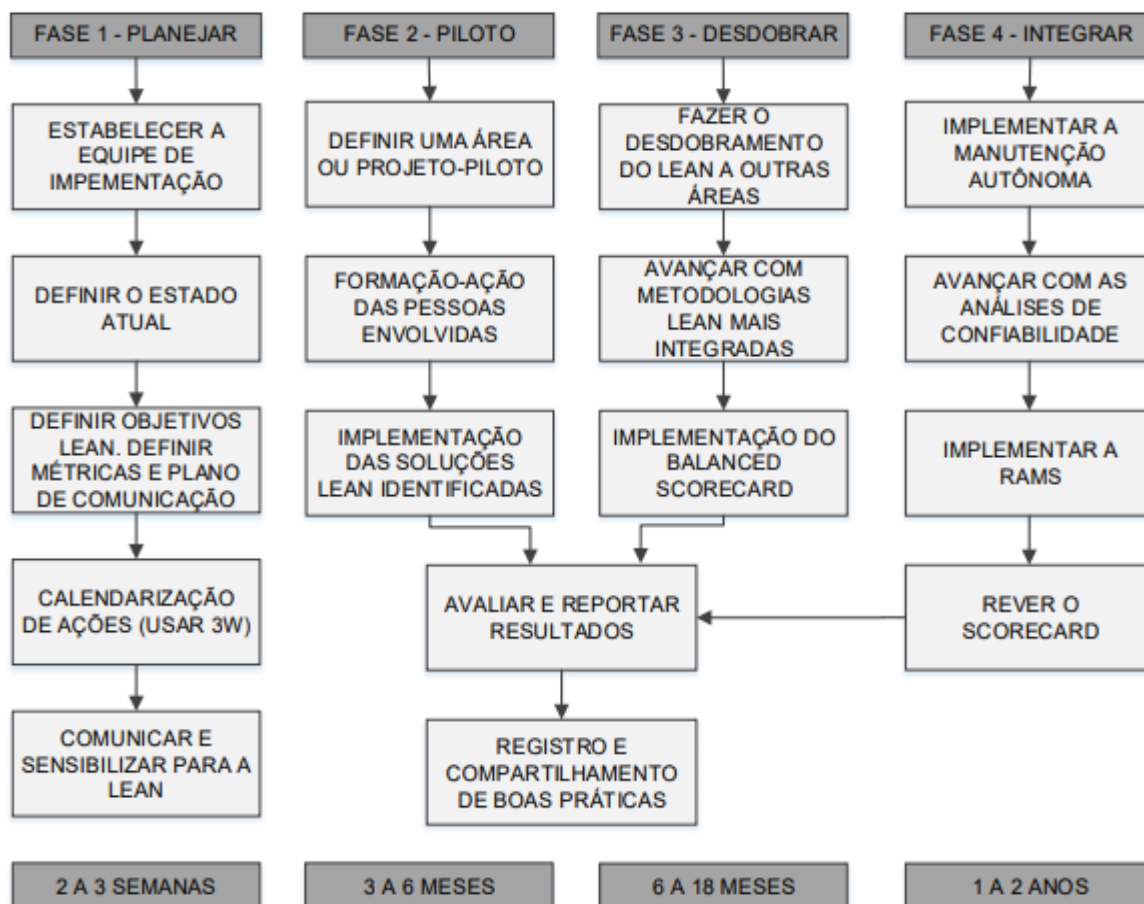 FASE 1 - PLANEJAR
FASE 2 - PILOTO
FASE 3 - DESDOBRAR
FASE 4 - INTEGRAR
ESTABELECER A
EQUIPE DE
IMPEMENTAÇÃO
DEFINIR UMA ÁREA
OU PROJETO-PILOTO
FAZER O
DESDOBRAMENTO
DO LEAN A OUTRAS
ÁREAS
IMPLEMENTAR A
MANUTENÇÃO
AUTÔNOMA
DEFINIR O ESTADO
ATUAL
FORMAÇÃO-AÇÃO
DAS PESSOAS
ENVOLVIDAS
AVANÇAR COM
METODOLOGIAS
LEAN MAIS
INTEGRADAS
AVANÇAR COM AS
ANÁLISES DE
CONFIABILIDADE
DEFINIR OBJETIVOS
LEAN. DEFINIR
MÉTRICAS E PLANO
DE COMUNICAÇÃO
IMPLEMENTAÇÃO
DAS SOLUÇÕES
LEAN IDENTIFICADAS
IMPLEMENTAÇÃO DO
BALANCED
SCORECARD
IMPLEMENTAR A
RAMS
CALENDARIZAÇÃO
DE AÇÕES (USAR 3W)
AVALIAR E REPORTAR
RESULTADOS
REVER O
SCORECARD
COMUNICAR E
SENSIBILIZAR PARA A
LEAN
REGISTRO E
COMPARTILHAMENTO
DE BOAS PRÁTICAS
2 A 3 SEMANAS
3 A 6 MESES
6 A 18 MESES
1 A 2 ANOS